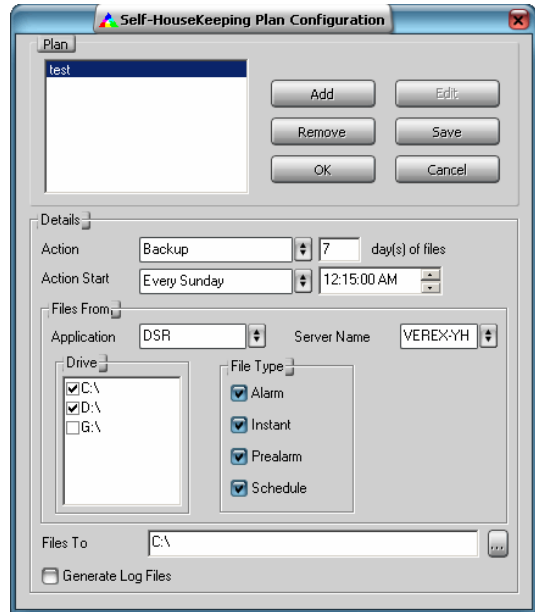 Self-HouseKeeping Plan Configuration
Plan
test
Add Edit
Remove Save
OK Cancel
Details
Action Backup 7 day(s) of files
Action Start Every Sunday 12:15:00 AM
Files From
Application DSR Server Name VEREX-YH
Drive File Type
C:\
D:\
G:\
Alarm
Instant
Prealarm
Schedule
Files To C:\ ...
Generate Log Files